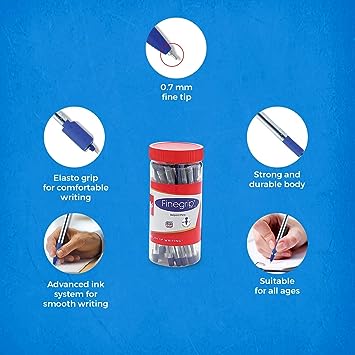 0.7 mm
fine tip
Elasto grip
for comfortable
writing
Strong and
durable body
Finegrip
Advanced ink
system for
smooth writing
Suitable
for all ages